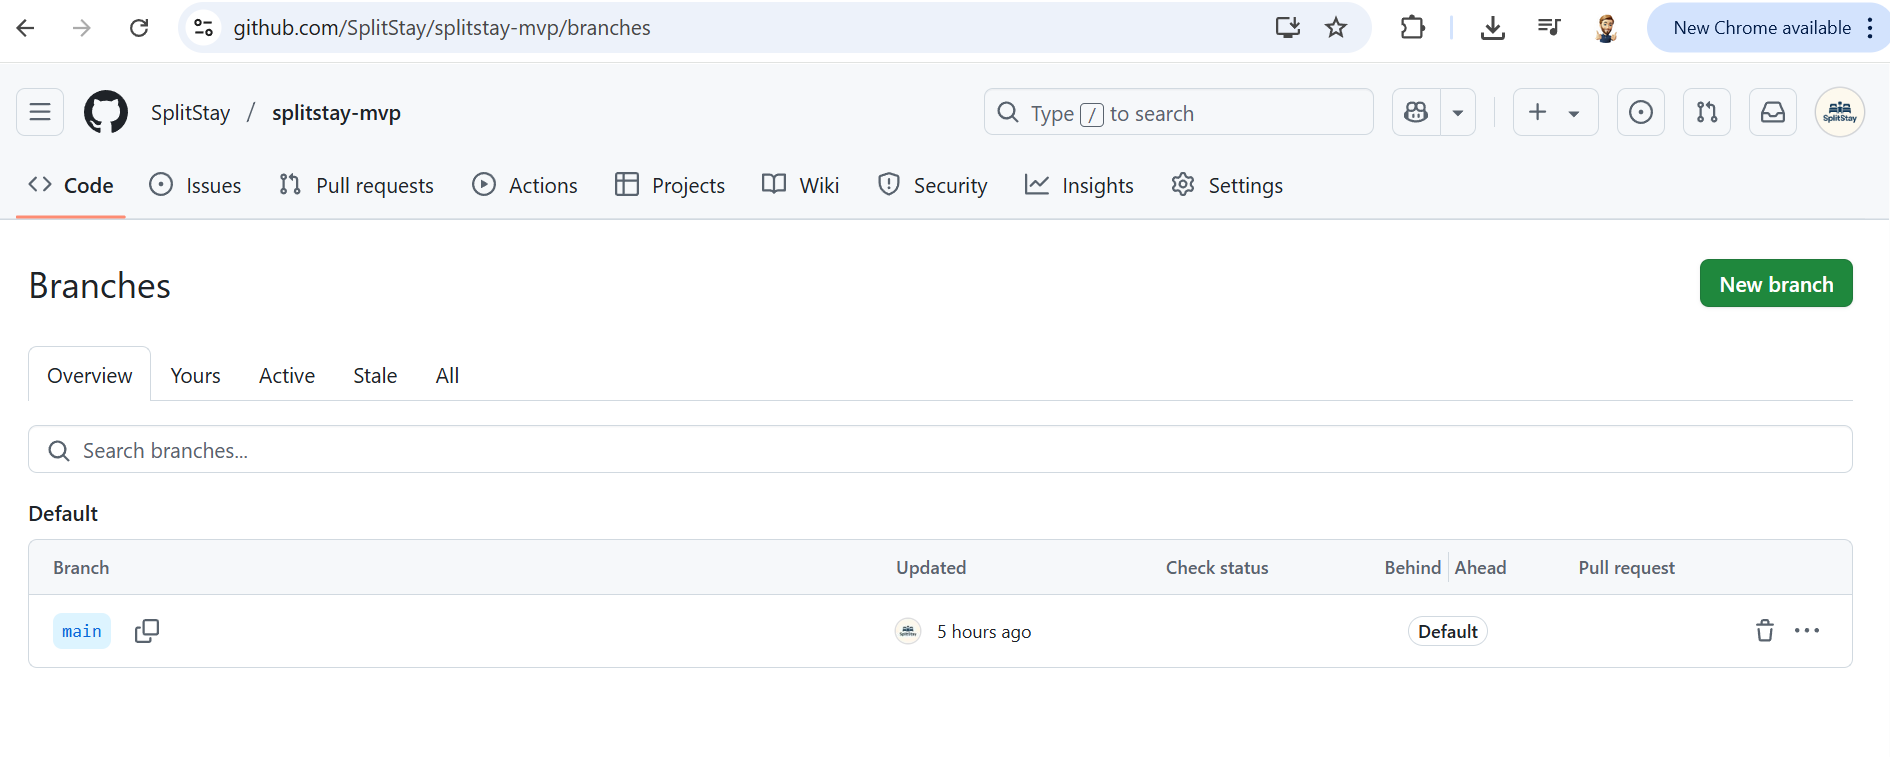 github.com/SplitStay/splitstay-mvp/branches
New Chrome available
SplitStay / splitstay-mvp
Type / to search
SplitStay
Code Issues Pull requests Actions Projects Wiki Security Insights Settings
Branches
New branch
Overview Yours Active Stale All
Search branches...
Default
Branch Updated Check status Behind Ahead Pull request
main 5 hours ago Default